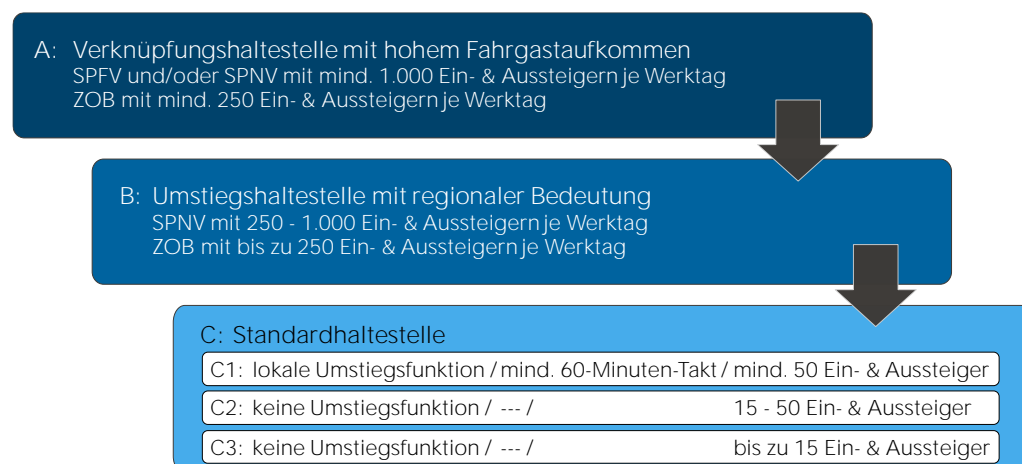 A: Verknüpfungshaltestelle mit hohem Fahrgastaufkommen
SPFV und/oder SPNV mit mind. 1.000 Ein- & Aussteigern je Werktag
ZOB mit mind. 250 Ein- & Aussteigern je Werktag
B: Umstiegshaltestelle mit regionaler Bedeutung
SPNV mit 250 - 1.000 Ein- & Aussteigern je Werktag
ZOB mit bis zu 250 Ein- & Aussteigern je Werktag
C: Standardhaltestelle
C1: lokale Umstiegsfunktion / mind. 60-Minuten-Takt / mind. 50 Ein- & Aussteiger
C2: keine Umstiegsfunktion / --- / 15 - 50 Ein- & Aussteiger
C3: keine Umstiegsfunktion / --- / bis zu 15 Ein- & Aussteiger